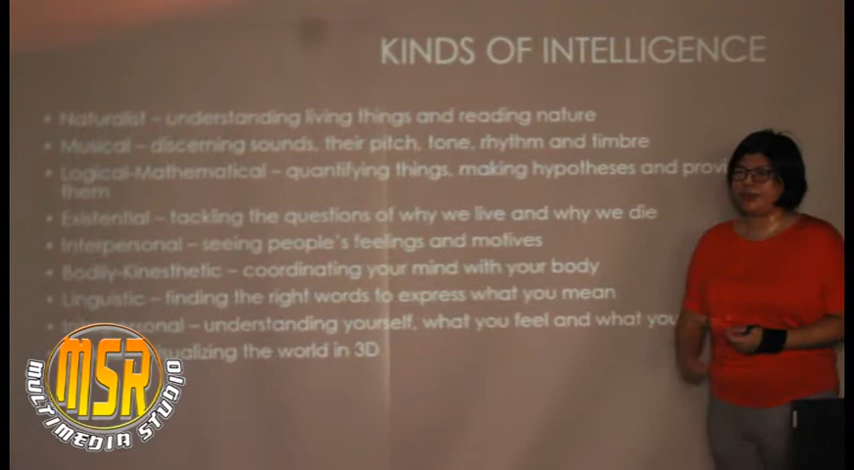 KINDS OF INTELLIGENCE
• Naturalist – understanding living things and reading nature
• Musical – discerning sounds, their pitch, tone, rhythm and timbre
• Logical-Mathematical – quantifying things, making hypotheses and provi
them
• Existential – tackling the questions of why we live and why we die
• Interpersonal – seeing people's feelings and motives
• Bodily-Kinesthetic – coordinating your mind with your body
• Linguistic – finding the right words to express what you mean
• – understanding yourself, what you feel and what you
the world in 3D
MSR
MULTIMEDIA STUDIO